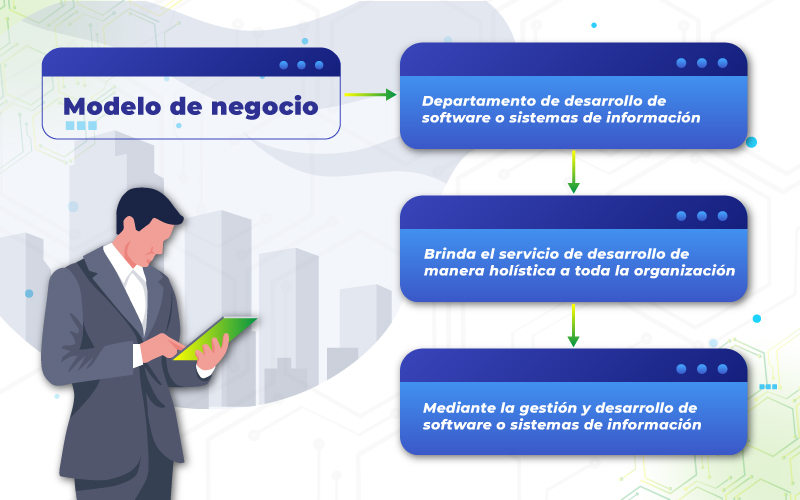 Modelo de negocio
Departamento de desarrollo de
software o sistemas de información
Brinda el servicio de desarrollo de
manera holística a toda la organización
Mediante la gestión y desarrollo de
software o sistemas de información